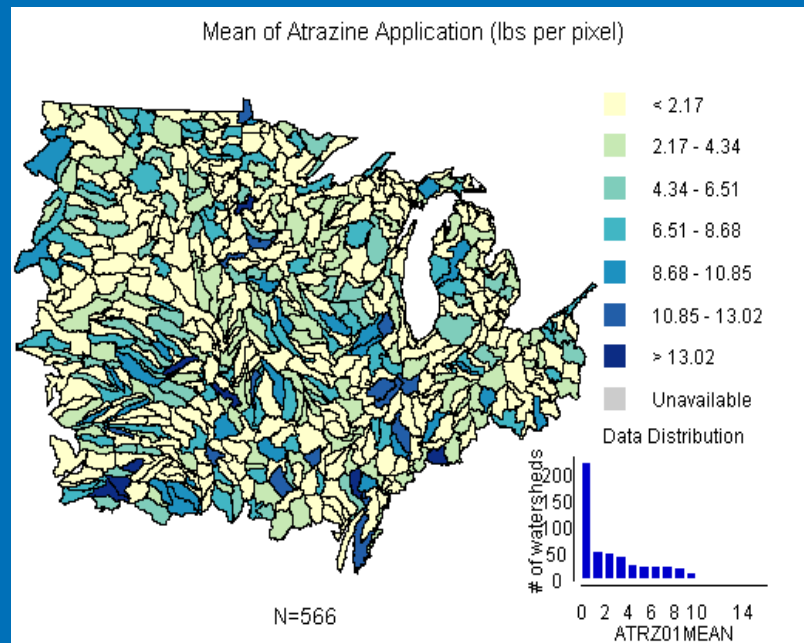 Mean of Atrazine Application (lbs per pixel)
< 2.17
2.17 - 4.34
4.34 - 6.51
6.51 - 8.68
8.68 - 10.85
10.85 - 13.02
> 13.02
Unavailable
Data Distribution
# of watersheds
200
150
100
50
0
0 2 4 6 8 10 14
ATRZ01MEAN
N=566